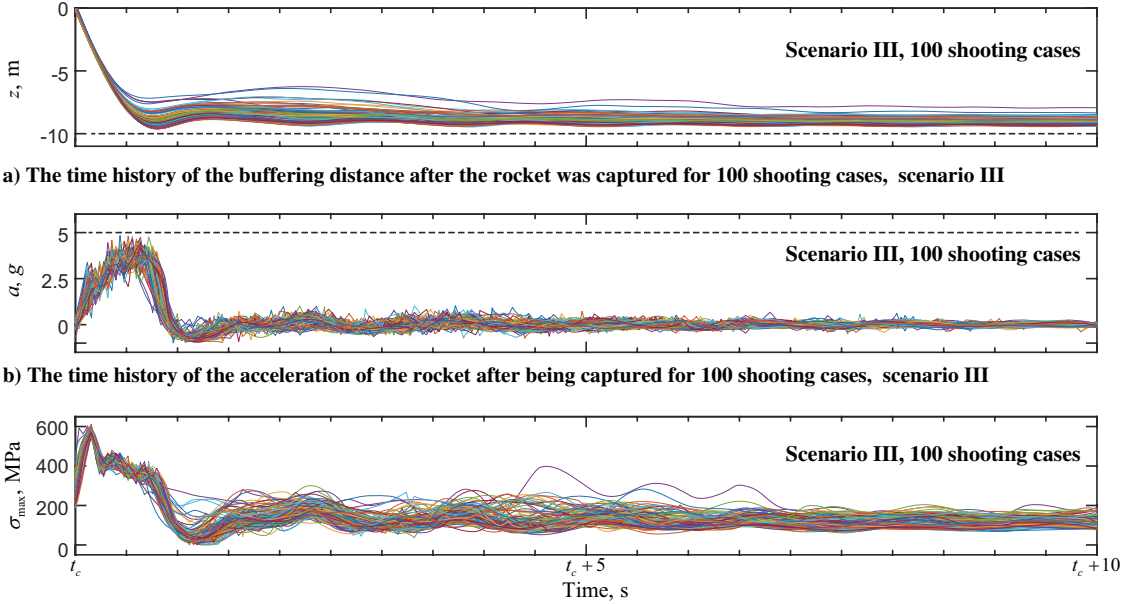 0
-5
-10
z, m
Scenario III, 100 shooting cases
a) The time history of the buffering distance after the rocket was captured for 100 shooting cases, scenario III
5
2.5
0
a, g
Scenario III, 100 shooting cases
b) The time history of the acceleration of the rocket after being captured for 100 shooting cases, scenario III
600
400
200
0
σmax, MPa
Scenario III, 100 shooting cases
tc
tc + 5
tc + 10
Time, s